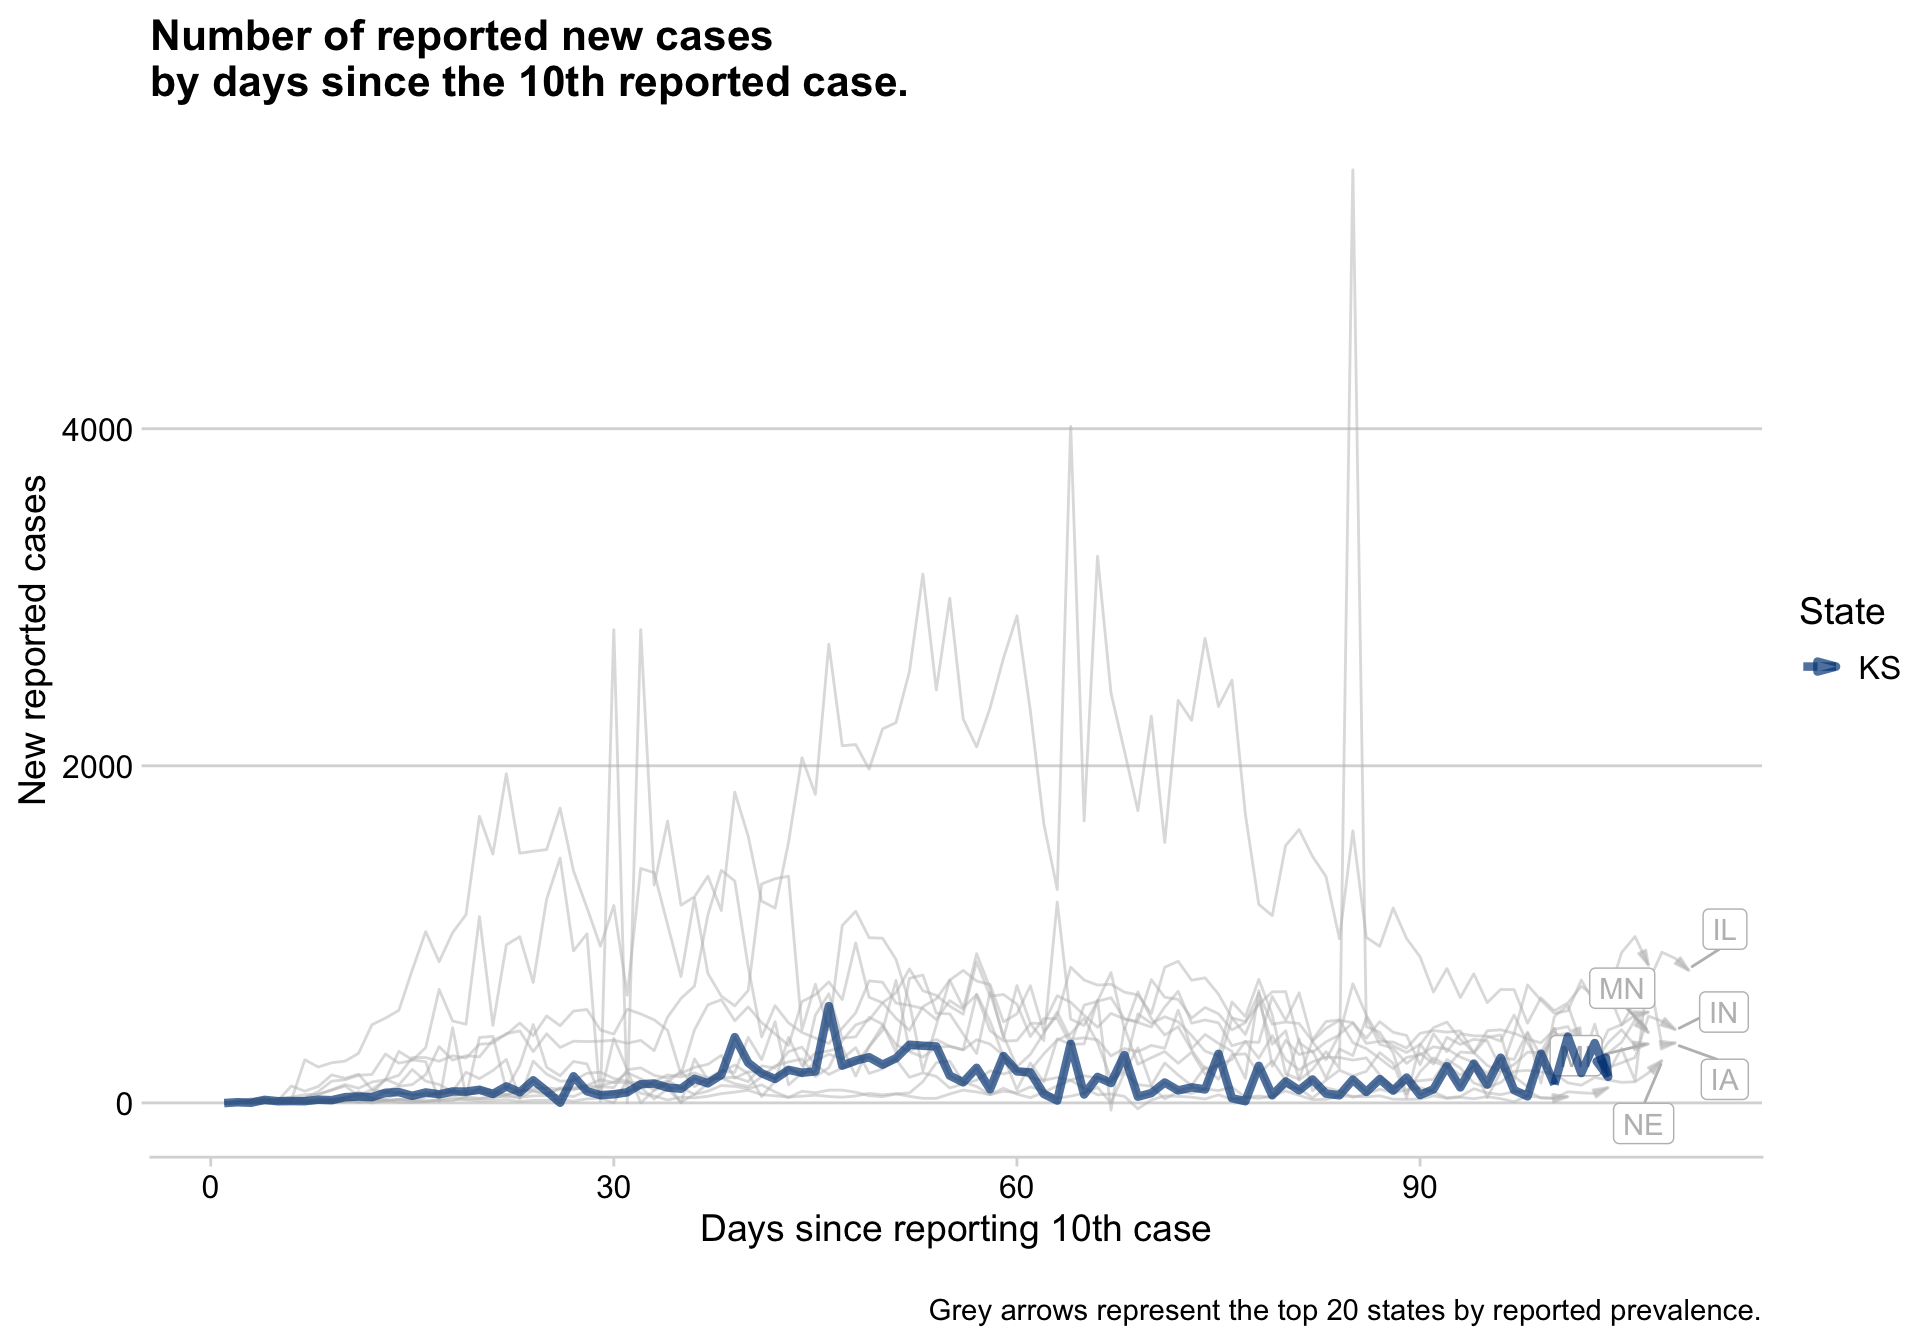 Number of reported new cases
by days since the 10th reported case.
New reported cases
4000
2000
0
0
30
60
90
Days since reporting 10th case
IL
MN
IN
IA
NE
State
KS
Grey arrows represent the top 20 states by reported prevalence.